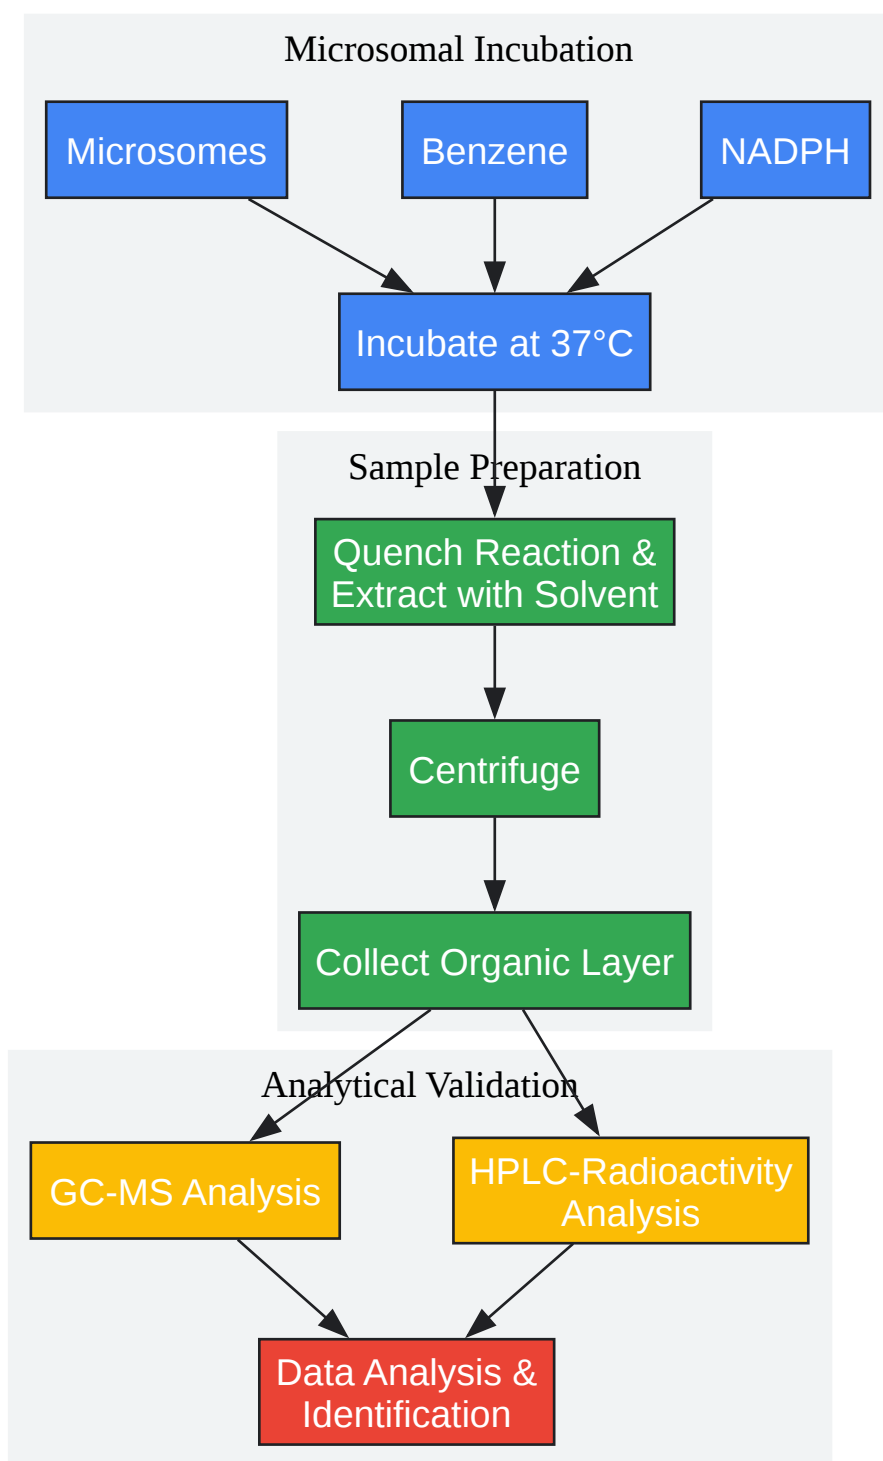 Microsomal Incubation
Microsomes
Benzene
NADPH
Incubate at 37°C
Sample Preparation
Quench Reaction &
Extract with Solvent
Centrifuge
Collect Organic Layer
Analytical Validation
GC-MS Analysis
HPLC-Radioactivity
Analysis
Data Analysis &
Identification